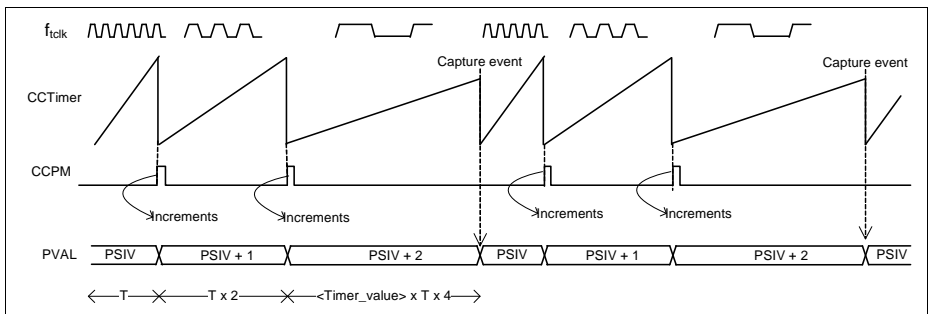 ftclk
Capture event
Capture event
CCTimer
CCPM
Increments
Increments
Increments
Increments
PVAL
PSIV
PSIV + 1
PSIV + 2
PSIV
PSIV + 1
PSIV + 2
PSIV
T
T x 2
<Timer_value> x T x 4